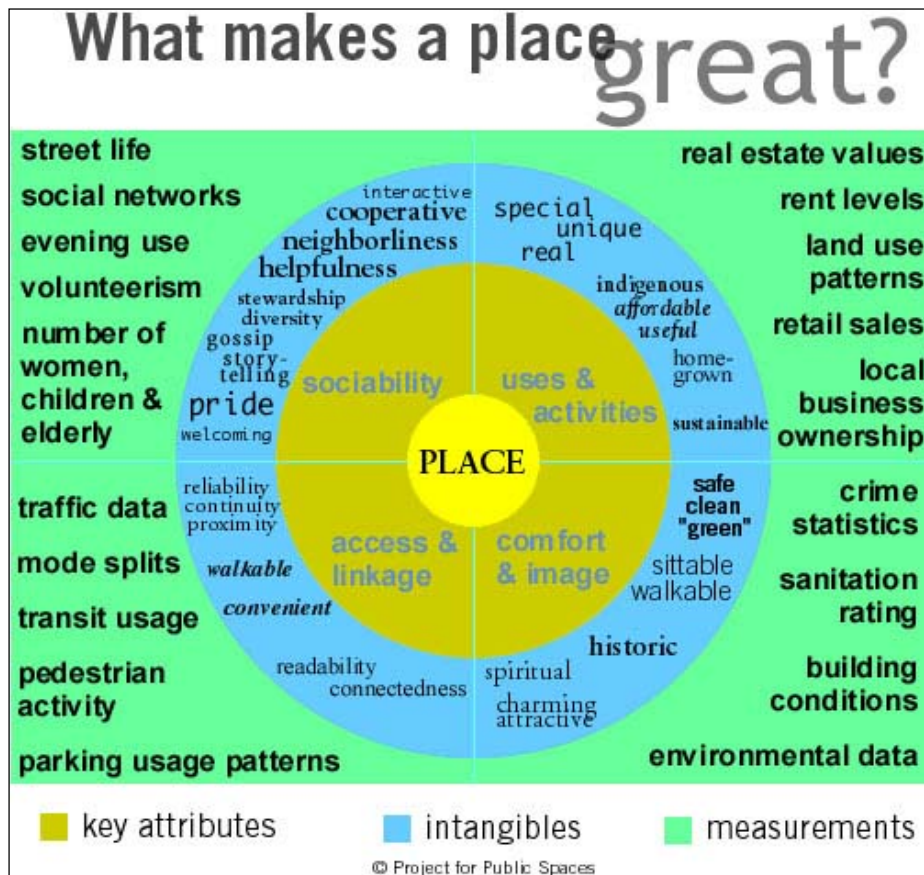 What makes a place great?
street life
social networks
evening use
volunteerism
number of
women,
children &
elderly
interactive
cooperative
neighborliness
helpfulness
stewardship
diversity
gossip
story-
telling
pride
welcoming
sociability
special
unique
real
indigenous
affordable
useful
home-
grown
sustainable
uses &
activities
real estate values
rent levels
land use
patterns
retail sales
local
business
ownership
PLACE
traffic data
mode splits
transit usage
pedestrian
activity
parking usage patterns
reliability
continuity
proximity
walkable
convenient
readability
connectedness
access &
linkage
comfort
& image
safe
clean
"green"
sittable
walkable
historic
spiritual
charming
attractive
crime
statistics
sanitation
rating
building
conditions
environmental data
key attributes
intangibles
measurements
© Project for Public Spaces